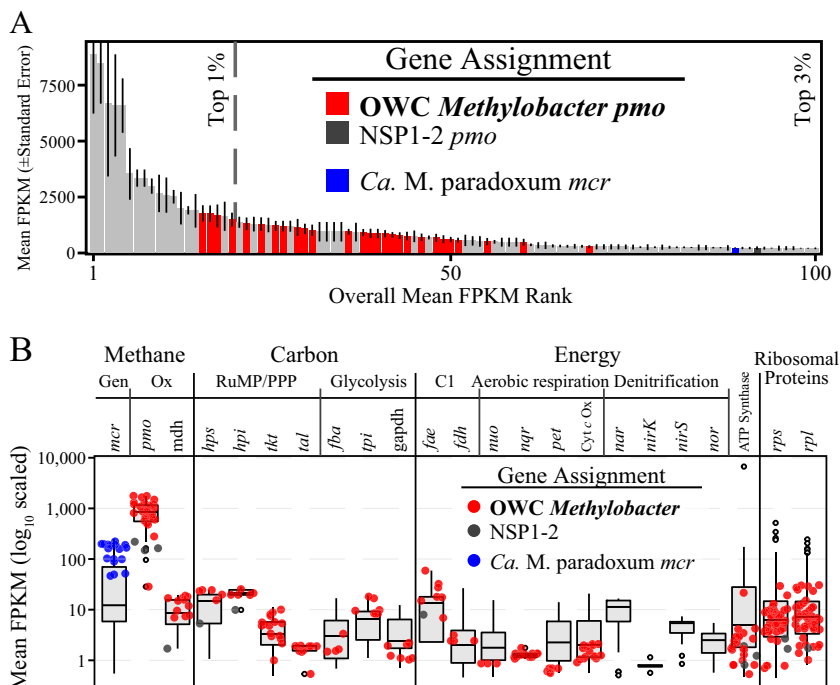 A
Mean FPKM (±Standard Error)
7500
5000
2500
0
Top 1%
Top 3%
Gene Assignment
OWC Methylobacter pmo
NSP1-2 pmo
Ca. M. paradoxum mcr
1
50
100
Overall Mean FPKM Rank
B
Methane
Carbon
Energy
Ribosomal
Proteins
Gen
Ox
RuMP/PPP
Glycolysis
C1
Aerobic respiration
Denitrification
ATP Synthase
mcr
pmo
mdh
hps
hpi
tkt
tal
fba
tpi
gapdh
fae
fdh
nuo
nqr
pet
Cyt c Ox
nar
nirK
nirS
nor
rps
rpl
Mean FPKM (log10 scaled)
10,000
1,000
100
10
1
Gene Assignment
OWC Methylobacter
NSP1-2
Ca. M. paradoxum mcr